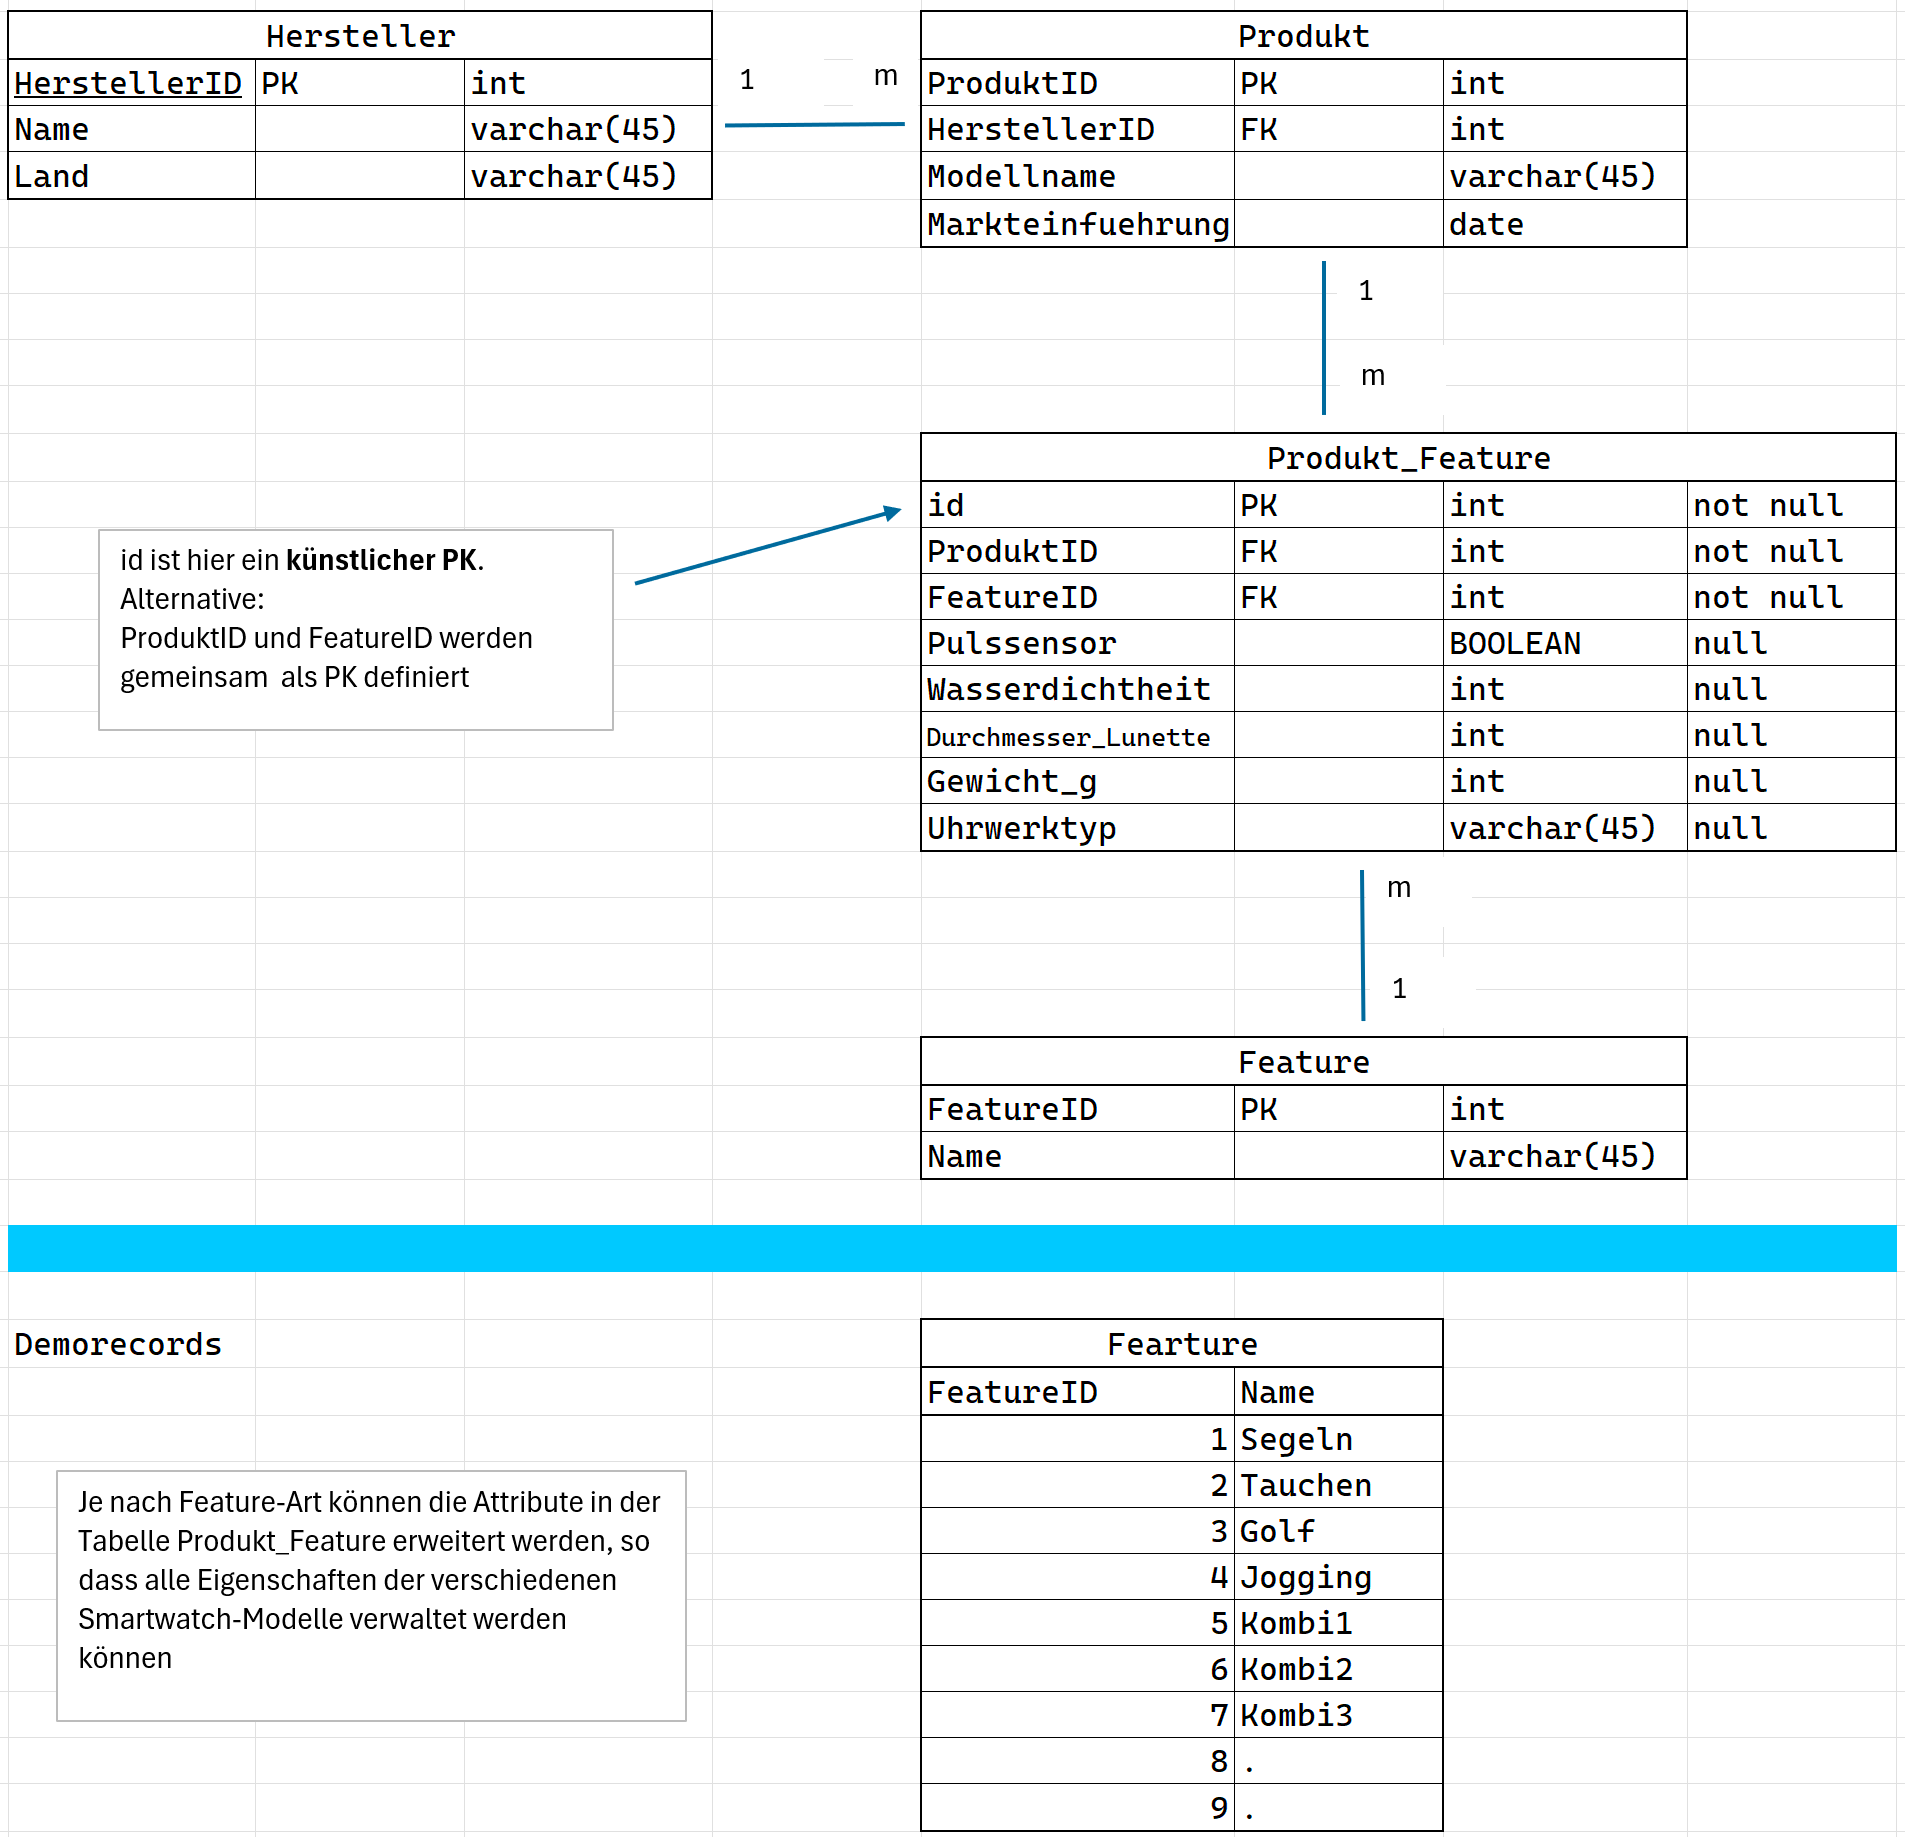 Hersteller
HerstellerID PK int
Name varchar(45)
Land varchar(45)
1 m
Produkt
ProduktID PK int
HerstellerID FK int
Modellname varchar(45)
Markteinfuehrung date
1
m
Produkt_Feature
id PK int not null
ProduktID FK int not null
FeatureID FK int not null
Pulssensor BOOLEAN null
Wasserdichtheit int null
Durchmesser_Lunette int null
Gewicht_g int null
Uhrwerktyp varchar(45) null
id ist hier ein künstlicher PK.
Alternative:
ProduktID und FeatureID werden
gemeinsam als PK definiert
m
1
Feature
FeatureID PK int
Name varchar(45)
Demorecords
Fearture
FeatureID Name
1 Segeln
2 Tauchen
3 Golf
4 Jogging
5 Kombi1
6 Kombi2
7 Kombi3
8 .
9 .
Je nach Feature-Art können die Attribute in der
Tabelle Produkt_Feature erweitert werden, so
dass alle Eigenschaften der verschiedenen
Smartwatch-Modelle verwaltet werden
können